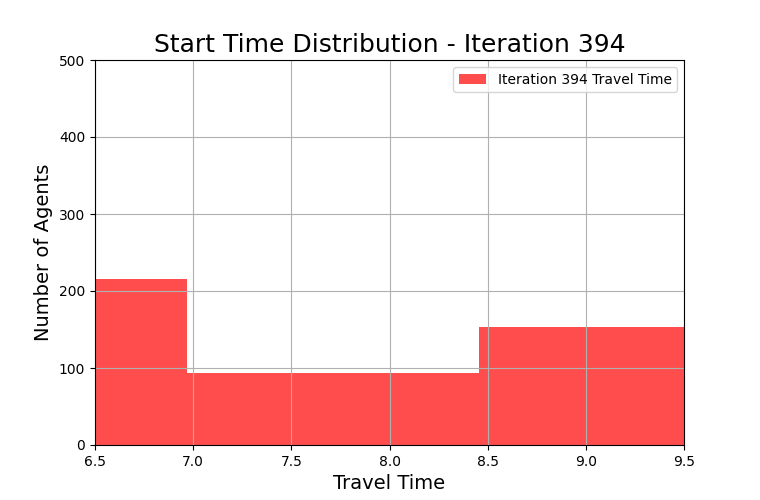 Start Time Distribution - Iteration 394
Iteration 394 Travel Time
Number of Agents
500
400
300
200
100
0
6.5 7.0 7.5 8.0 8.5 9.0 9.5
Travel Time